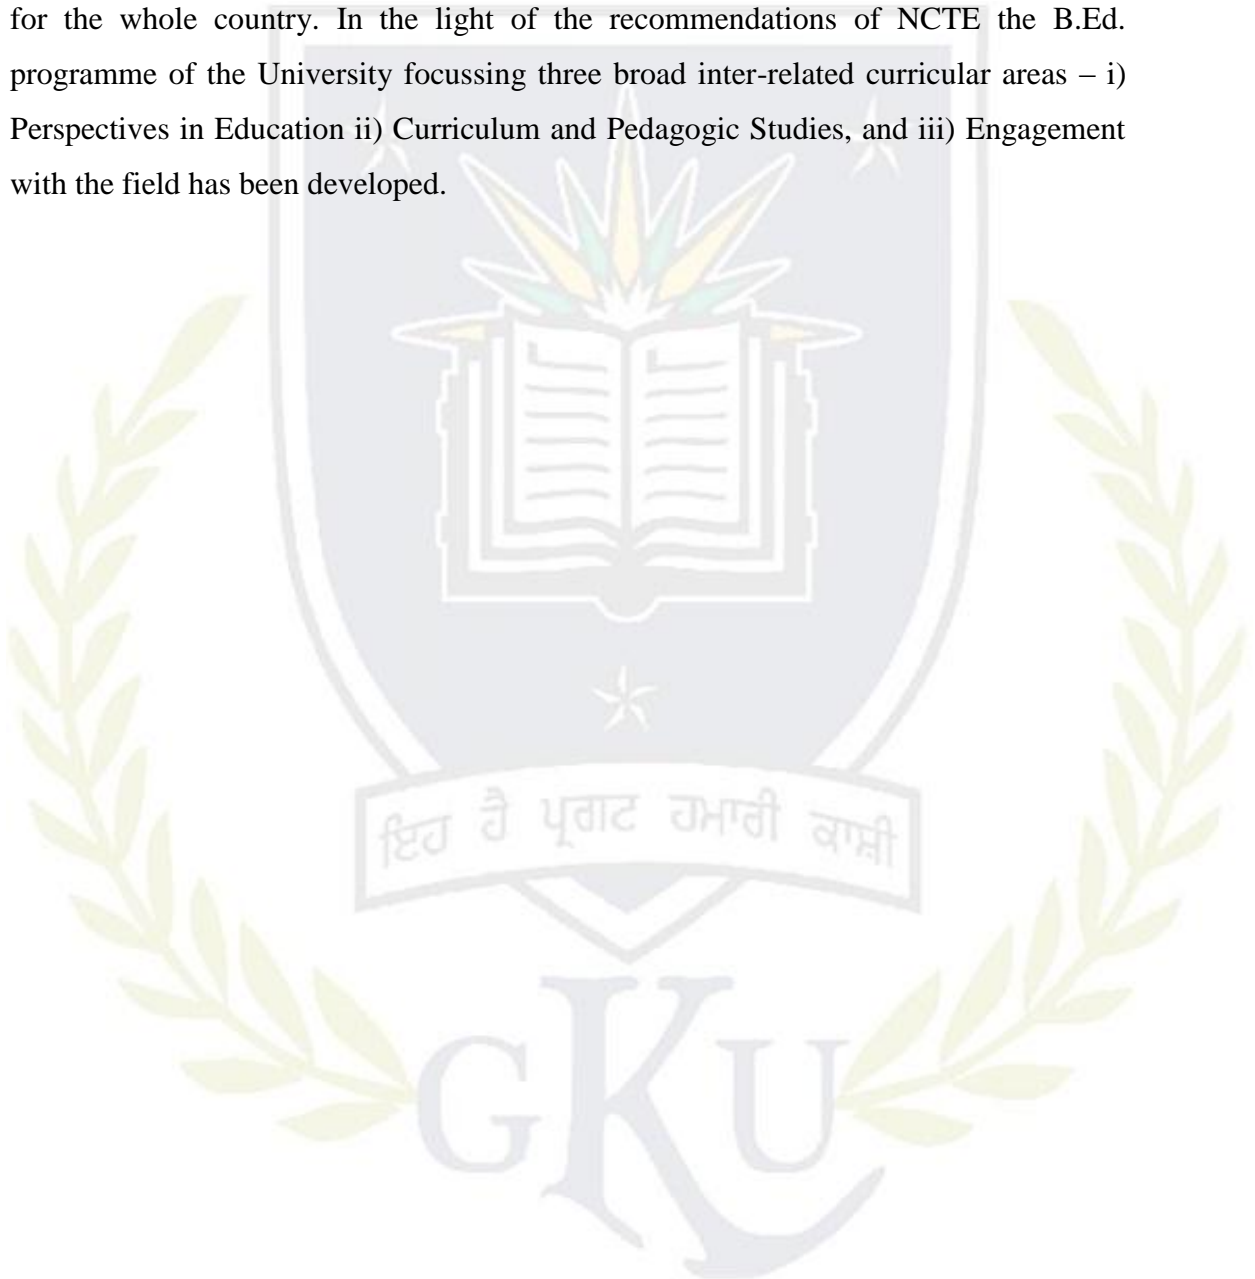 for the whole country. In the light of the recommendations of NCTE the B.Ed.
programme of the University focussing three broad inter-related curricular areas – i)
Perspectives in Education ii) Curriculum and Pedagogic Studies, and iii) Engagement
with the field has been developed.
ਇਹ ਹੈ ਪ੍ਰਗਟ ਹਮਾਰੀ ਕਾਸ਼ੀ
GKU